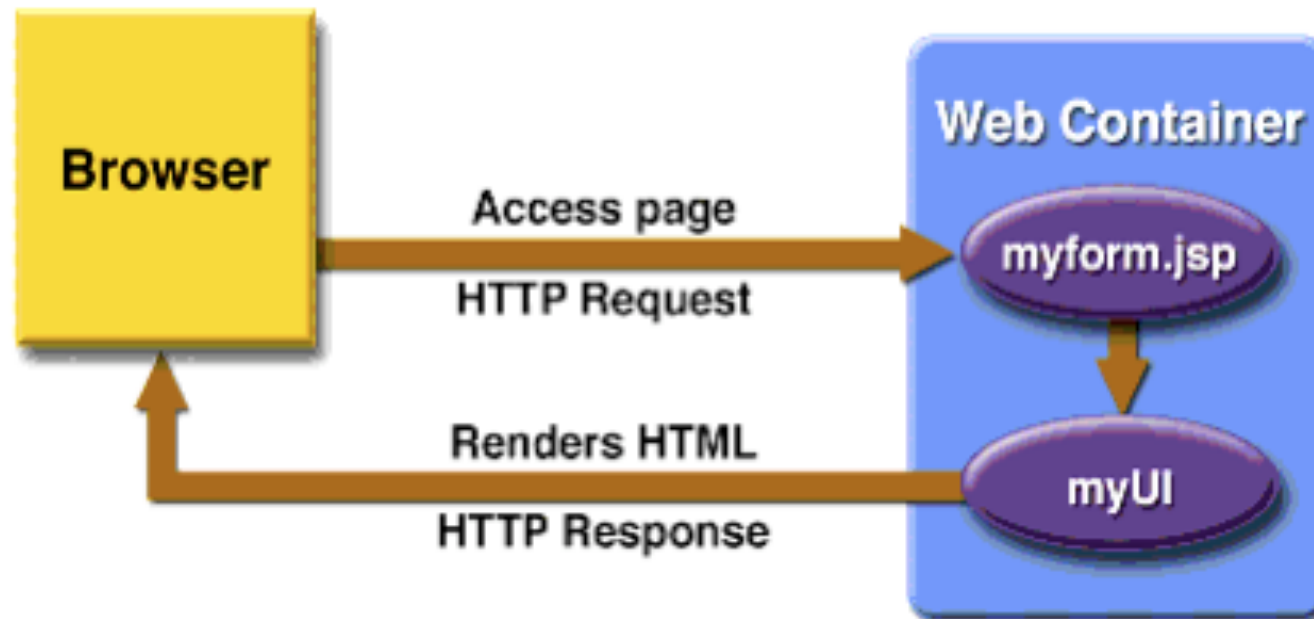 Browser
Web Container
Access page
HTTP Request
myform.jsp
Renders HTML
HTTP Response
myUI